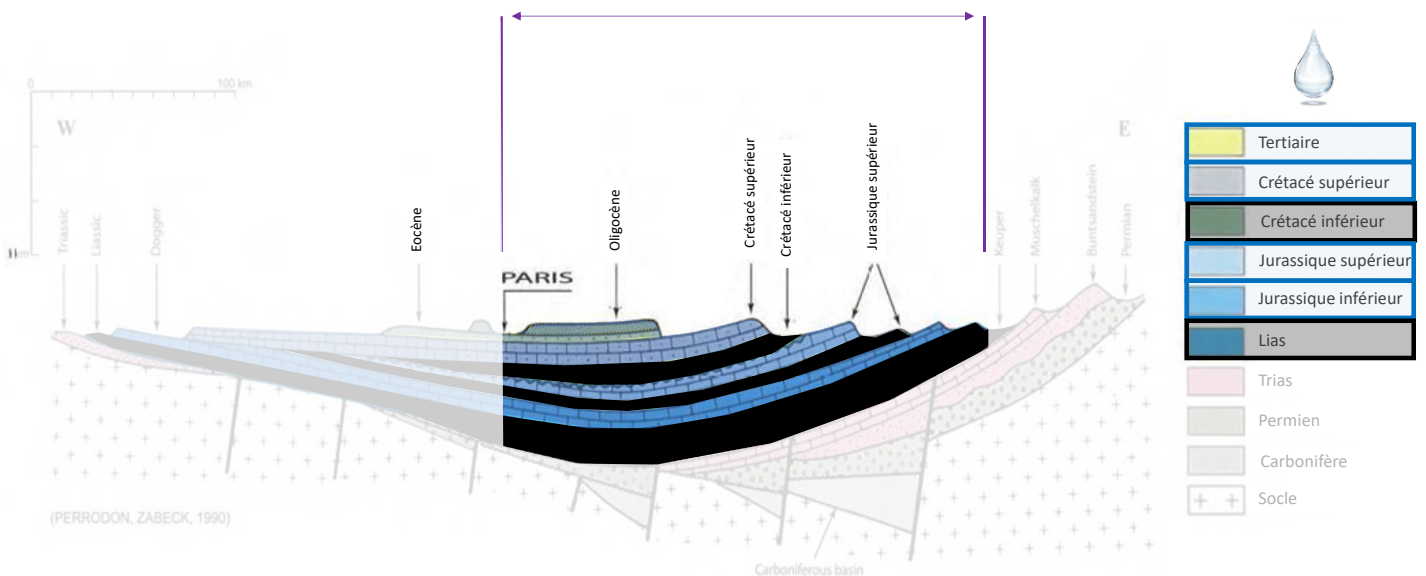 0
100 km
W
E
km
Triassic
Liassic
Dogger
Eocène
PARIS
Oligocène
Crétacé supérieur
Crétacé inférieur
Jurassique supérieur
Keuper
Muschelkalk
Buntsandstein
Permian
Tertiaire
Crétacé supérieur
Crétacé inférieur
Jurassique supérieur
Jurassique inférieur
Lias
Trias
Permien
Carbonifère
Socle
(PERRODON, ZABECK, 1990)
Carboniferous basin